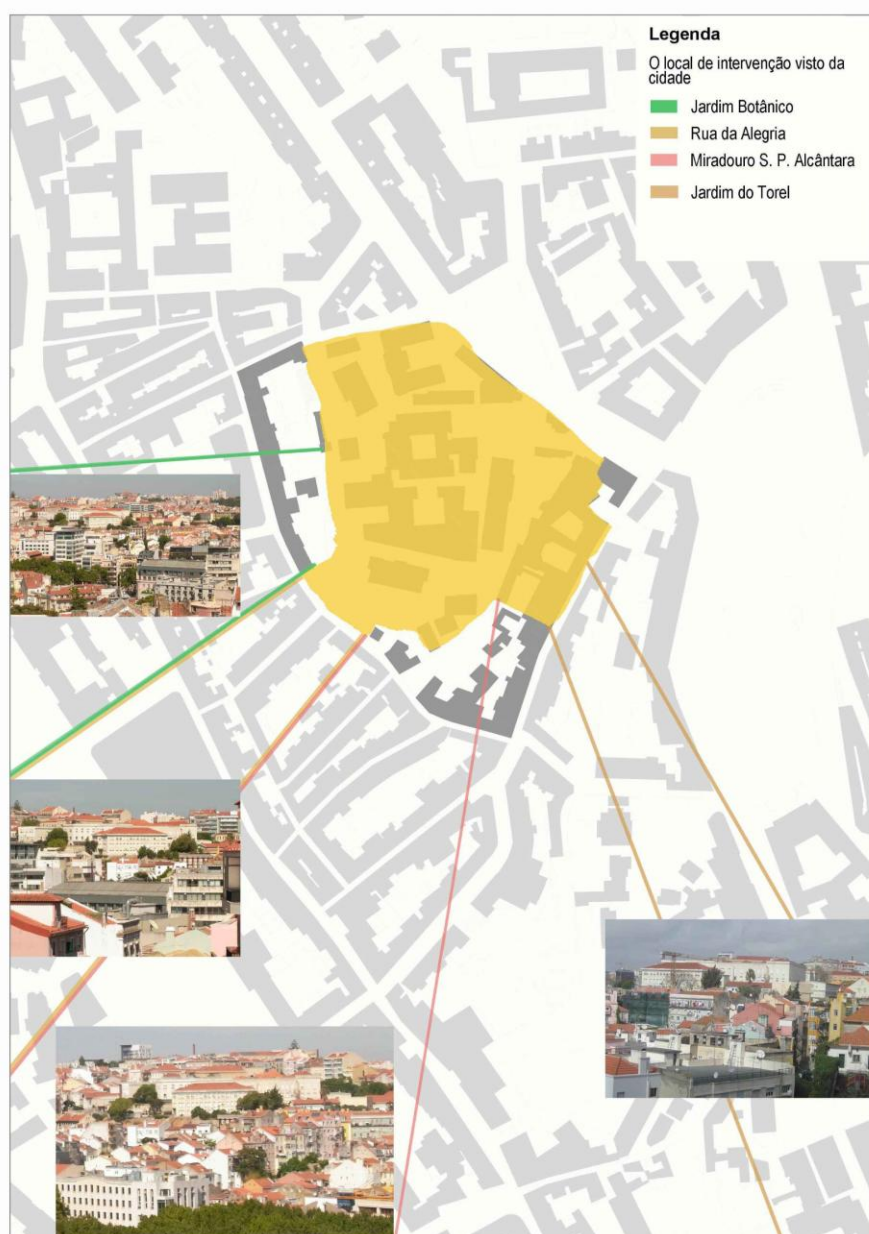 Legenda
O local de intervenção visto da
cidade
Jardim Botânico
Rua da Alegria
Miradouro S. P. Alcântara
Jardim do Torel